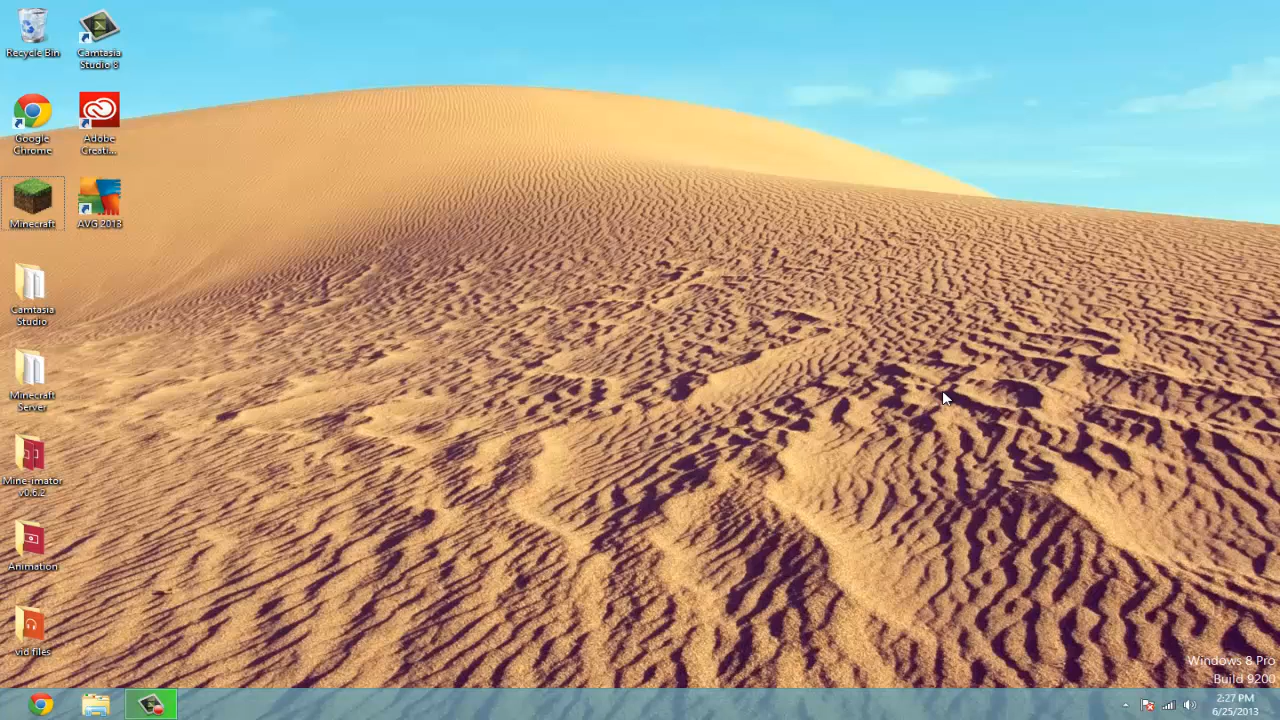 Recycle Bin
Camtasia
Studio 8
Google
Chrome
Adobe
Creati...
Minecraft
AVG 2013
Camtasia
Studio
Minecraft
Server
Mine-imator
v0.6.2
Animation
vid files
Windows 8 Pro
Build 9200
2:27 PM
6/25/2013